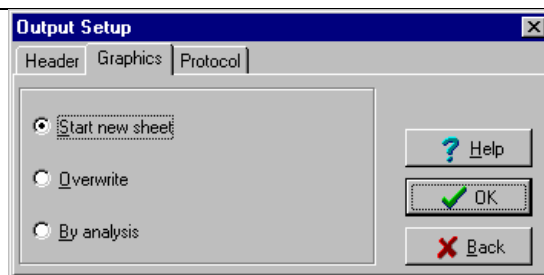 Output Setup
Header Graphics Protocol
Start new sheet
Overwrite
By analysis
? Help
OK
Back